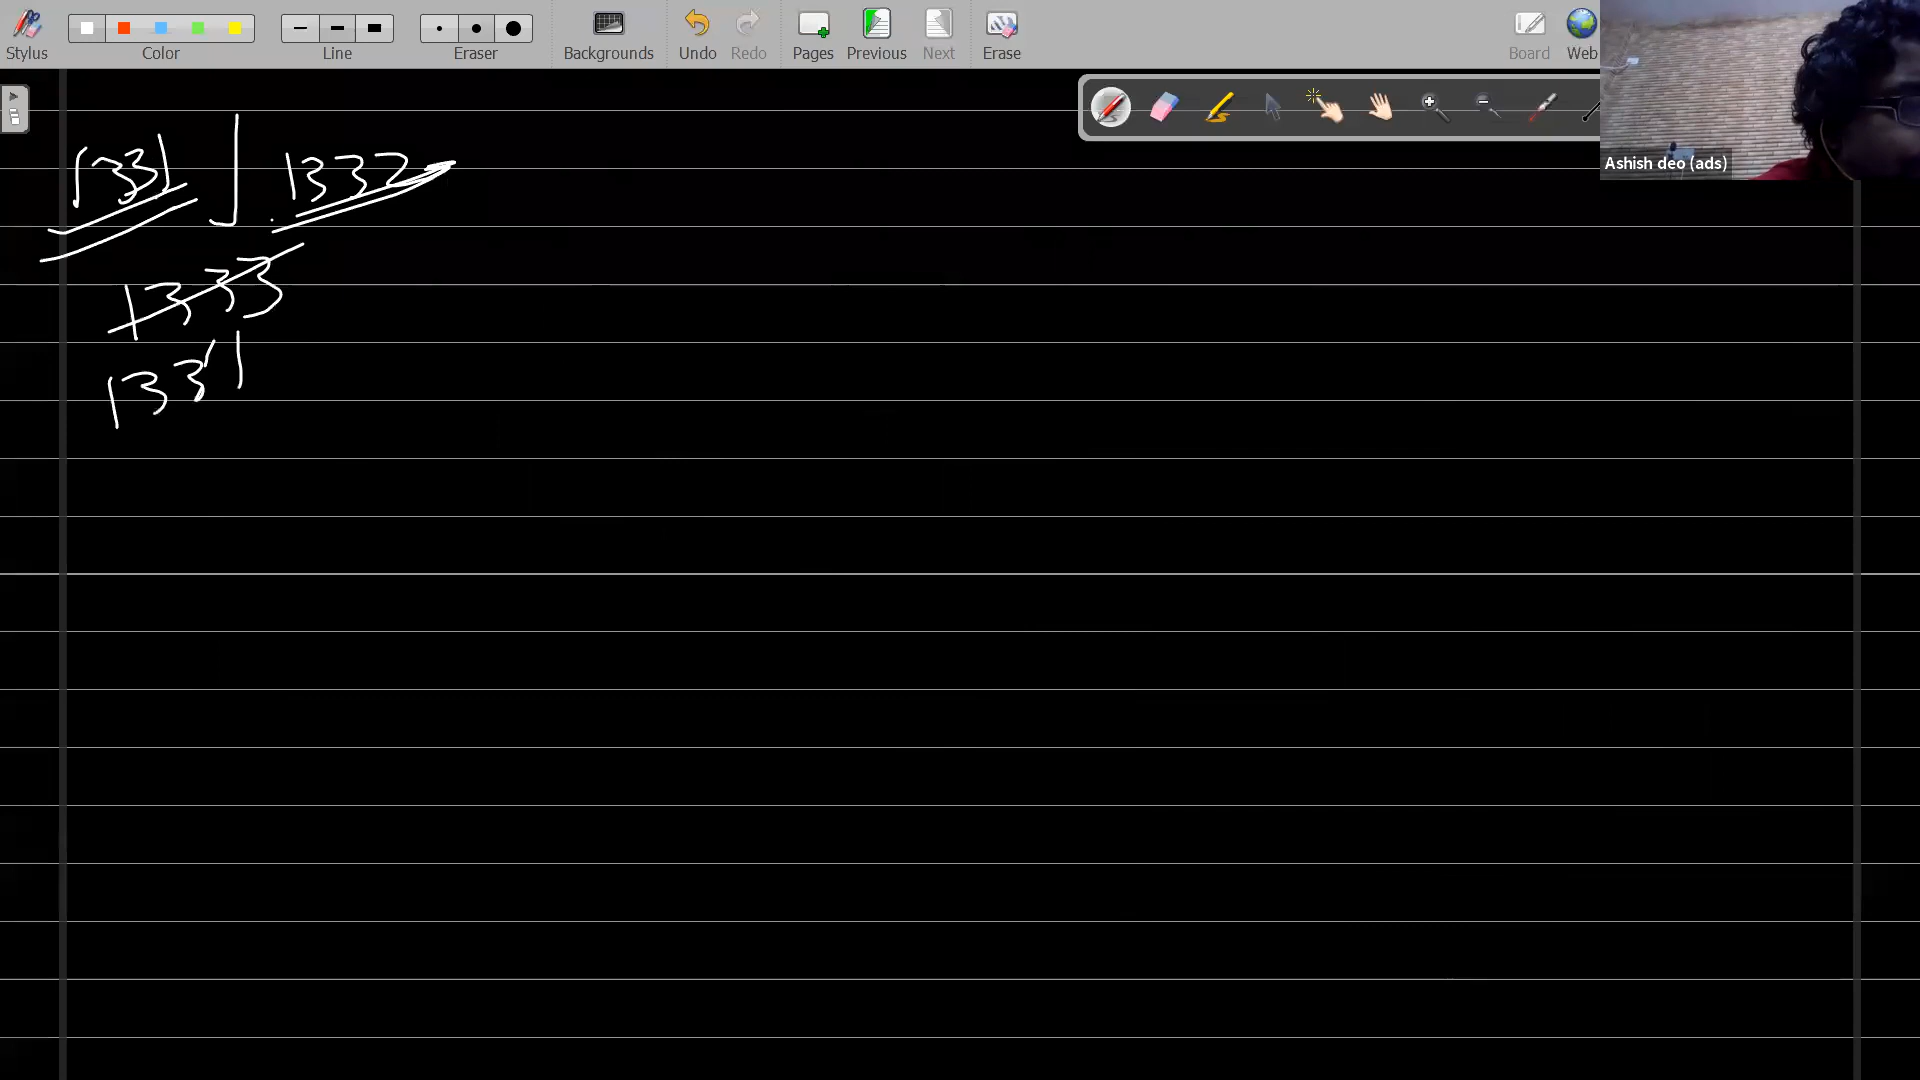 Stylus Color Line Eraser Backgrounds Undo Redo Pages Previous Next Erase Board Web
Ashish deo (ads)
1331 1332
1333
1331